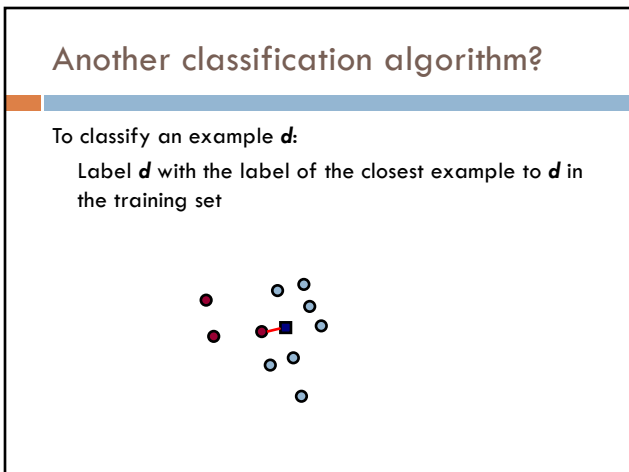 Another classification algorithm?
To classify an example d:
Label d with the label of the closest example to d in
the training set